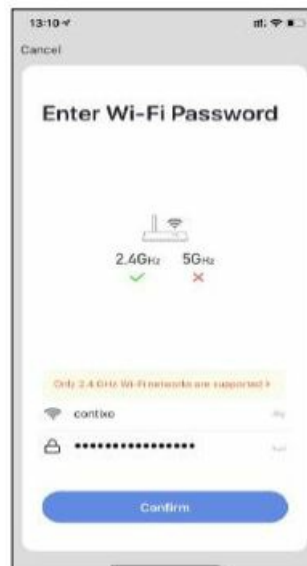 13:10
Cancel
Enter Wi-Fi Password
2.4GHz 5GHz
Only 2.4 GHz Wi-Fi networks are supported
contixo
••••••••••••••••
Confirm